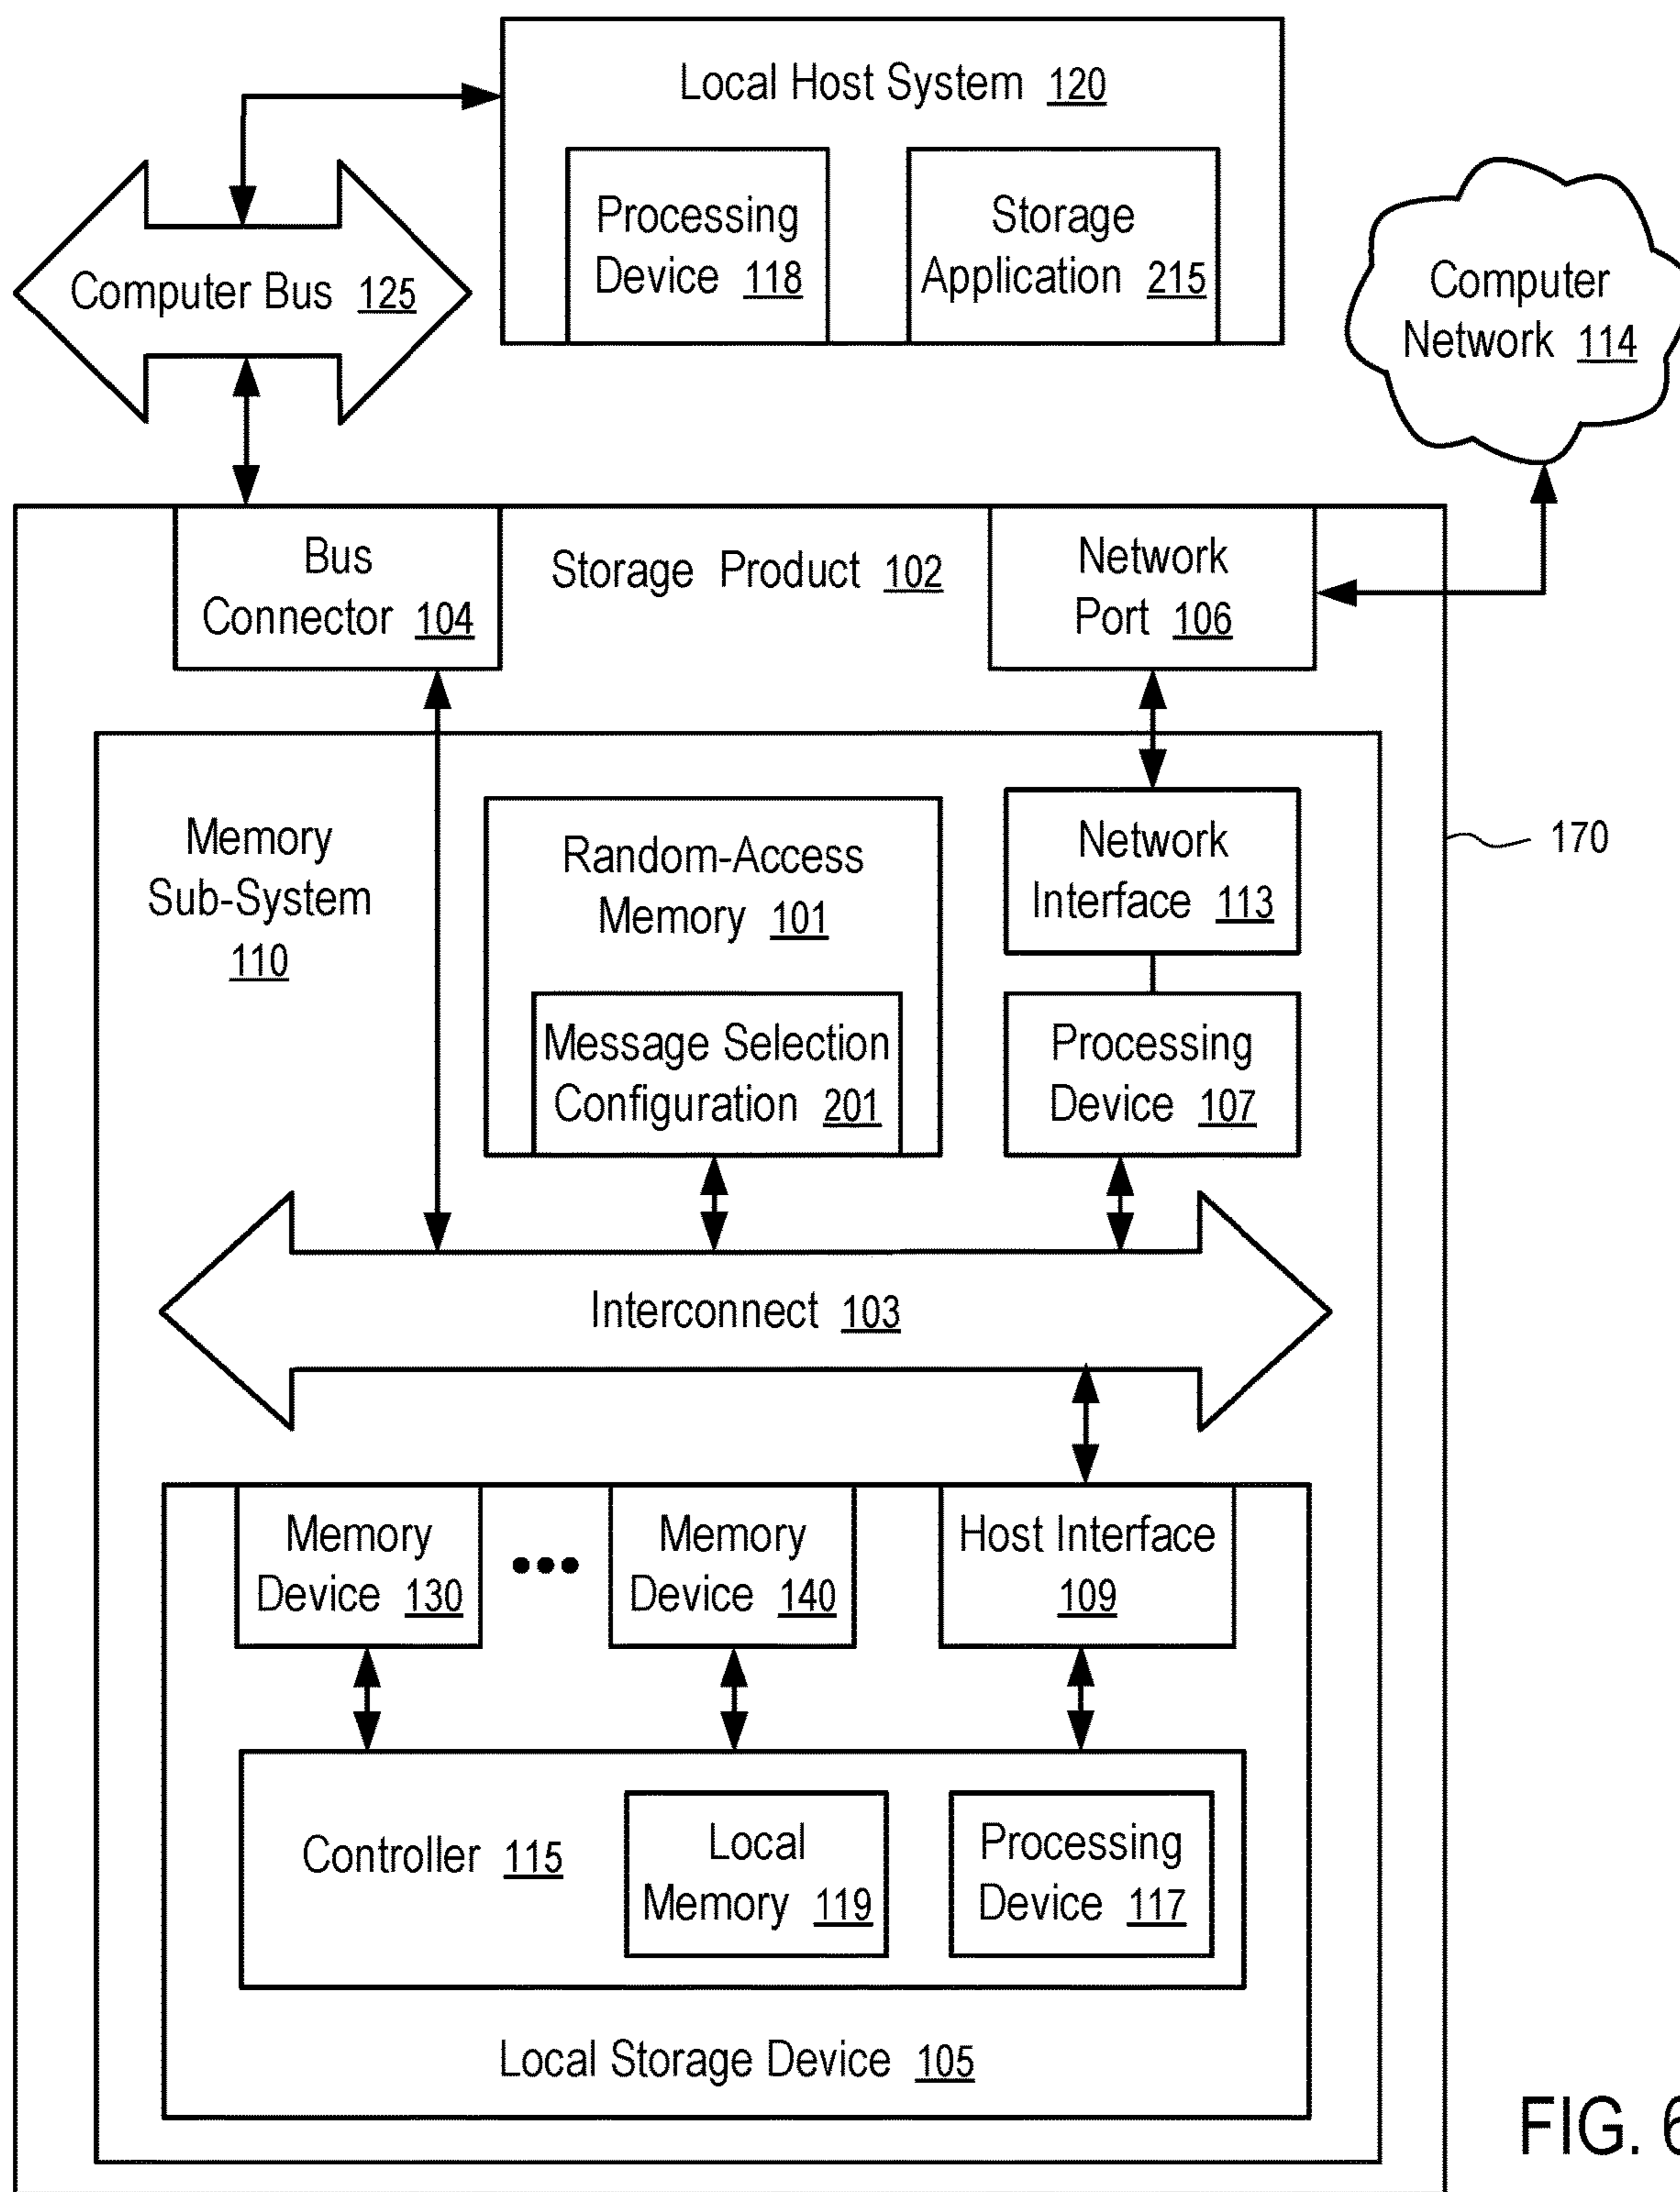 Local Host System 120
Processing
Device 118
Storage
Application 215
Computer Bus 125
Computer
Network 114
Bus
Connector 104
Storage Product 102
Network
Port 106
Memory
Sub-System
110
Random-Access
Memory 101
Message Selection
Configuration 201
Network
Interface 113
Processing
Device 107
170
Interconnect 103
Memory
Device 130
•••
Memory
Device 140
Host Interface
109
Controller 115
Local
Memory 119
Processing
Device 117
Local Storage Device 105
FIG. 6